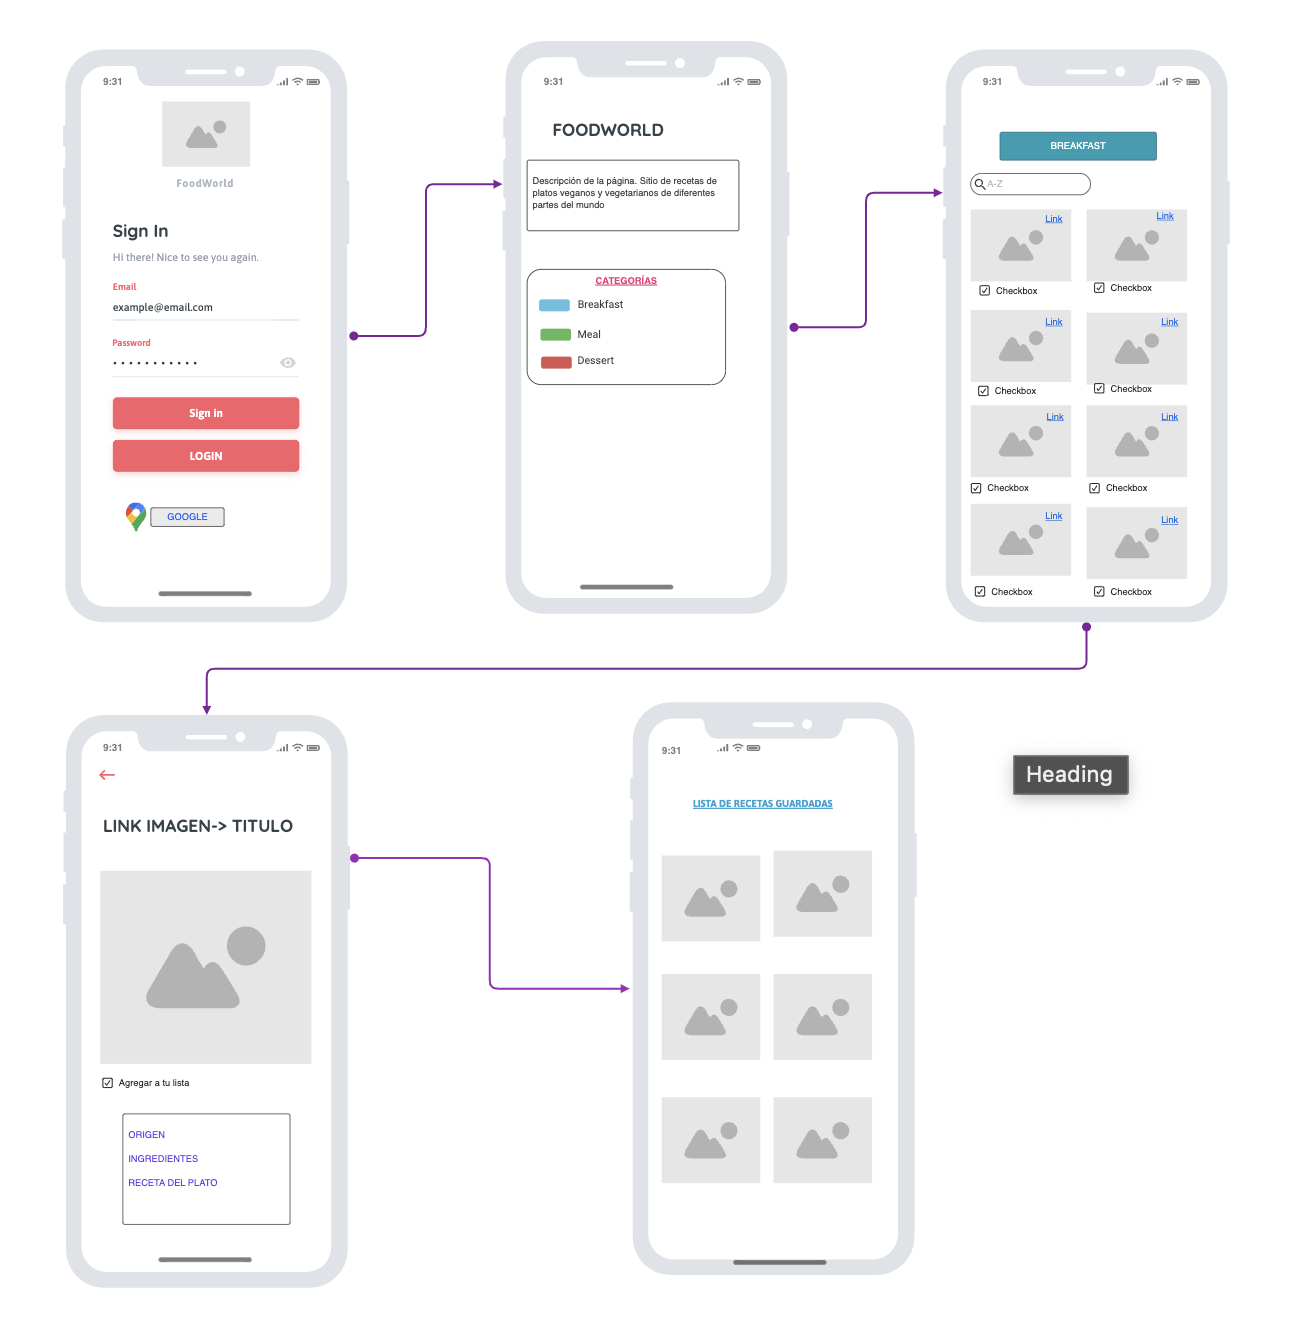 9:31
FoodWorld
Sign In
Hi there! Nice to see you again.
Email
example@email.com
Password
Sign in
LOGIN
GOOGLE
9:31
FOODWORLD
Descripción de la página. Sitio de recetas de
platos veganos y vegetarianos de diferentes
partes del mundo
CATEGORÍAS
Breakfast
Meal
Dessert
9:31
BREAKFAST
A-Z
Link
Link
Checkbox
Checkbox
Link
Link
Checkbox
Checkbox
Link
Link
Checkbox
Checkbox
Link
Link
Checkbox
Checkbox
9:31
LINK IMAGEN-> TITULO
Agregar a tu lista
ORIGEN
INGREDIENTES
RECETA DEL PLATO
9:31
LISTA DE RECETAS GUARDADAS
Heading